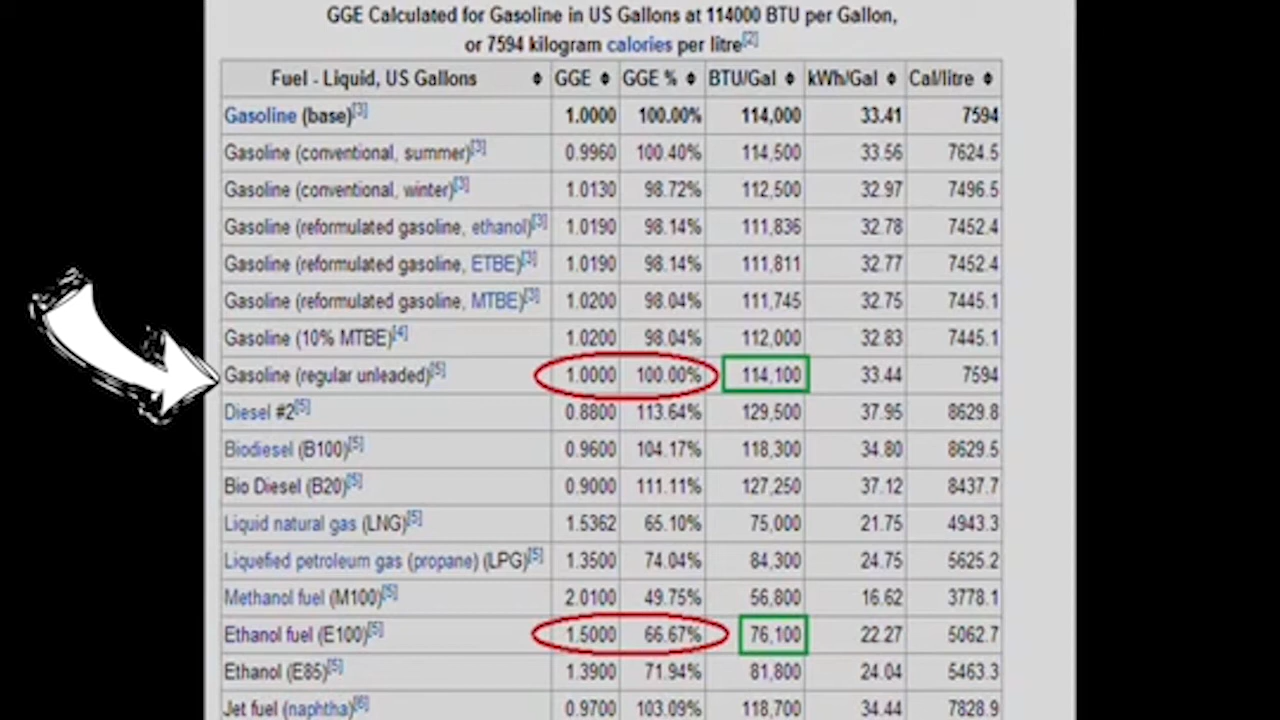 GGE Calculated for Gasoline in US Gallons at 114000 BTU per Gallon,
or 7594 kilogram calories per litre[2]
Fuel - Liquid, US Gallons GGE GGE % BTU/Gal kWh/Gal Cal/litre
Gasoline (base)[3] 1.0000 100.00% 114,000 33.41 7594
Gasoline (conventional, summer)[3] 0.9960 100.40% 114,500 33.56 7624.5
Gasoline (conventional, winter)[3] 1.0130 98.72% 112,500 32.97 7496.5
Gasoline (reformulated gasoline, ethanol)[3] 1.0190 98.14% 111,836 32.78 7452.4
Gasoline (reformulated gasoline, ETBE)[3] 1.0190 98.14% 111,811 32.77 7452.4
Gasoline (reformulated gasoline, MTBE)[3] 1.0200 98.04% 111,745 32.75 7445.1
Gasoline (10% MTBE)[4] 1.0200 98.04% 112,000 32.83 7445.1
Gasoline (regular unleaded)[5] 1.0000 100.00% 114,100 33.44 7594
Diesel #2[5] 0.8800 113.64% 129,500 37.95 8629.8
Biodiesel (B100)[5] 0.9600 104.17% 118,300 34.80 8629.5
Bio Diesel (B20)[5] 0.9000 111.11% 127,250 37.12 8437.7
Liquid natural gas (LNG)[5] 1.5362 65.10% 75,000 21.75 4943.3
Liquefied petroleum gas (propane) (LPG)[5] 1.3500 74.04% 84,300 24.75 5625.2
Methanol fuel (M100)[5] 2.0100 49.75% 56,800 16.62 3778.1
Ethanol fuel (E100)[5] 1.5000 66.67% 76,100 22.27 5062.7
Ethanol (E85)[5] 1.3900 71.94% 81,800 24.04 5463.3
Jet fuel (naphtha)[6] 0.9700 103.09% 118,700 34.44 7828.9